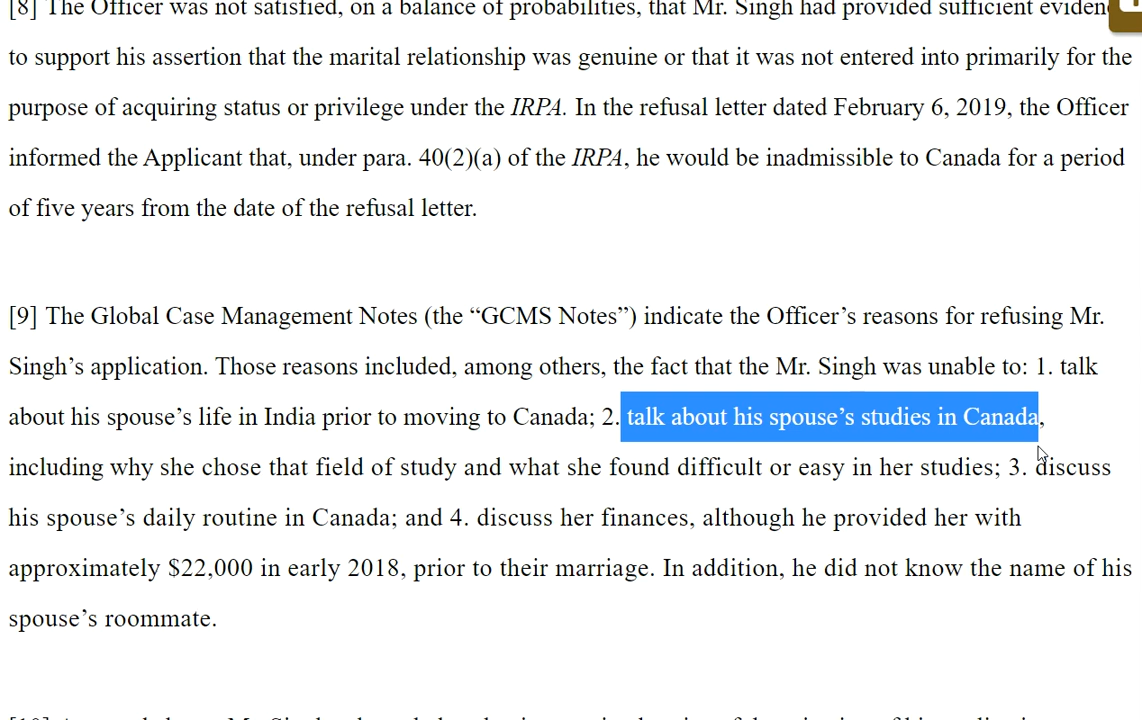 [8] The Officer was not satisfied, on a balance of probabilities, that Mr. Singh had provided sufficient
to support his assertion that the marital relationship was genuine or that it was not entered into primarily for the
purpose of acquiring status or privilege under the IRPA. In the refusal letter dated February 6, 2019, the Officer
informed the Applicant that, under para. 40(2)(a) of the IRPA, he would be inadmissible to Canada for a period
of five years from the date of the refusal letter.
[9] The Global Case Management Notes (the “GCMS Notes”) indicate the Officer’s reasons for refusing Mr.
Singh’s application. Those reasons included, among others, the fact that the Mr. Singh was unable to: 1. talk
about his spouse’s life in India prior to moving to Canada; 2. talk about his spouse’s studies in Canada,
including why she chose that field of study and what she found difficult or easy in her studies; 3. discuss
his spouse’s daily routine in Canada; and 4. discuss her finances, although he provided her with
approximately $22,000 in early 2018, prior to their marriage. In addition, he did not know the name of his
spouse’s roommate.